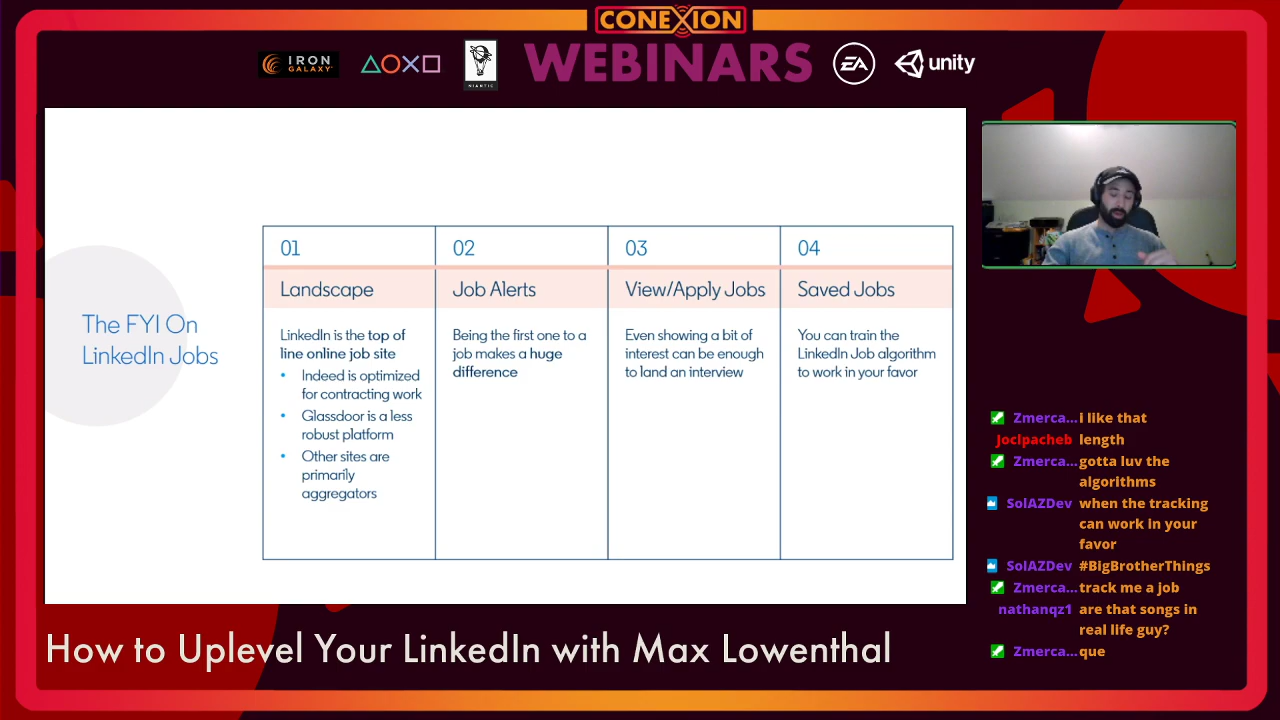 CONEXION
IRON
GALAXY
NIANTIC
WEBINARS
EA
unity
The FYI On
LinkedIn Jobs
01
02
03
04
Landscape
Job Alerts
View/Apply Jobs
Saved Jobs
LinkedIn is the top of
line online job site
• Indeed is optimized
for contracting work
• Glassdoor is a less
robust platform
• Other sites are
primarily
aggregators
Being the first one to a
job makes a huge
difference
Even showing a bit of
interest can be enough
to land an interview
You can train the
LinkedIn Job algorithm
to work in your favor
Zmerca... i like that
Joclpacheb length
Zmerca... gotta luv the
algorithms
SolAZDev when the tracking
can work in your
favor
SolAZDev #BigBrotherThings
Zmerca... track me a job
nathanqz1 are that songs in
real life guy?
Zmerca... que
How to Uplevel Your LinkedIn with Max Lowenthal